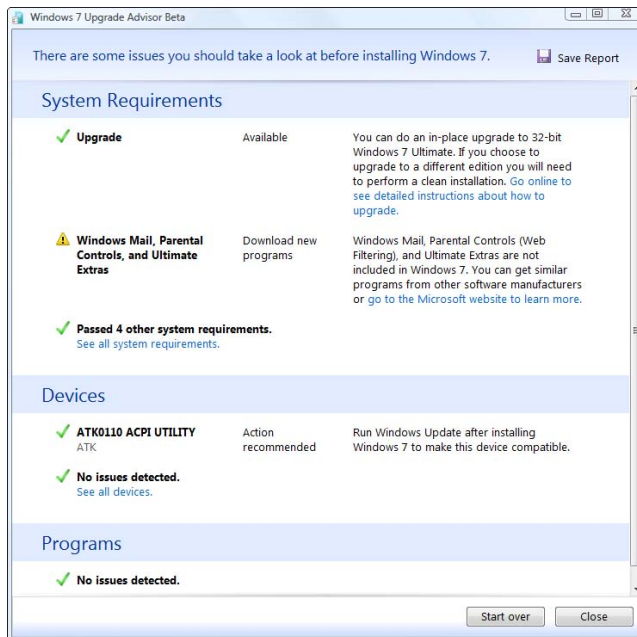 Windows 7 Upgrade Advisor Beta
There are some issues you should take a look at before installing Windows 7.
Save Report
System Requirements
Upgrade
Available
You can do an in-place upgrade to 32-bit
Windows 7 Ultimate. If you choose to
upgrade to a different edition you will need
to perform a clean installation. Go online to
see detailed instructions about how to
upgrade.
Windows Mail, Parental
Controls, and Ultimate
Extras
Download new
programs
Windows Mail, Parental Controls (Web
Filtering), and Ultimate Extras are not
included in Windows 7. You can get similar
programs from other software manufacturers
or go to the Microsoft website to learn more.
Passed 4 other system requirements.
See all system requirements.
Devices
ATK0110 ACPI UTILITY
ATK
Action
recommended
Run Windows Update after installing
Windows 7 to make this device compatible.
No issues detected.
See all devices.
Programs
No issues detected.
Start over
Close